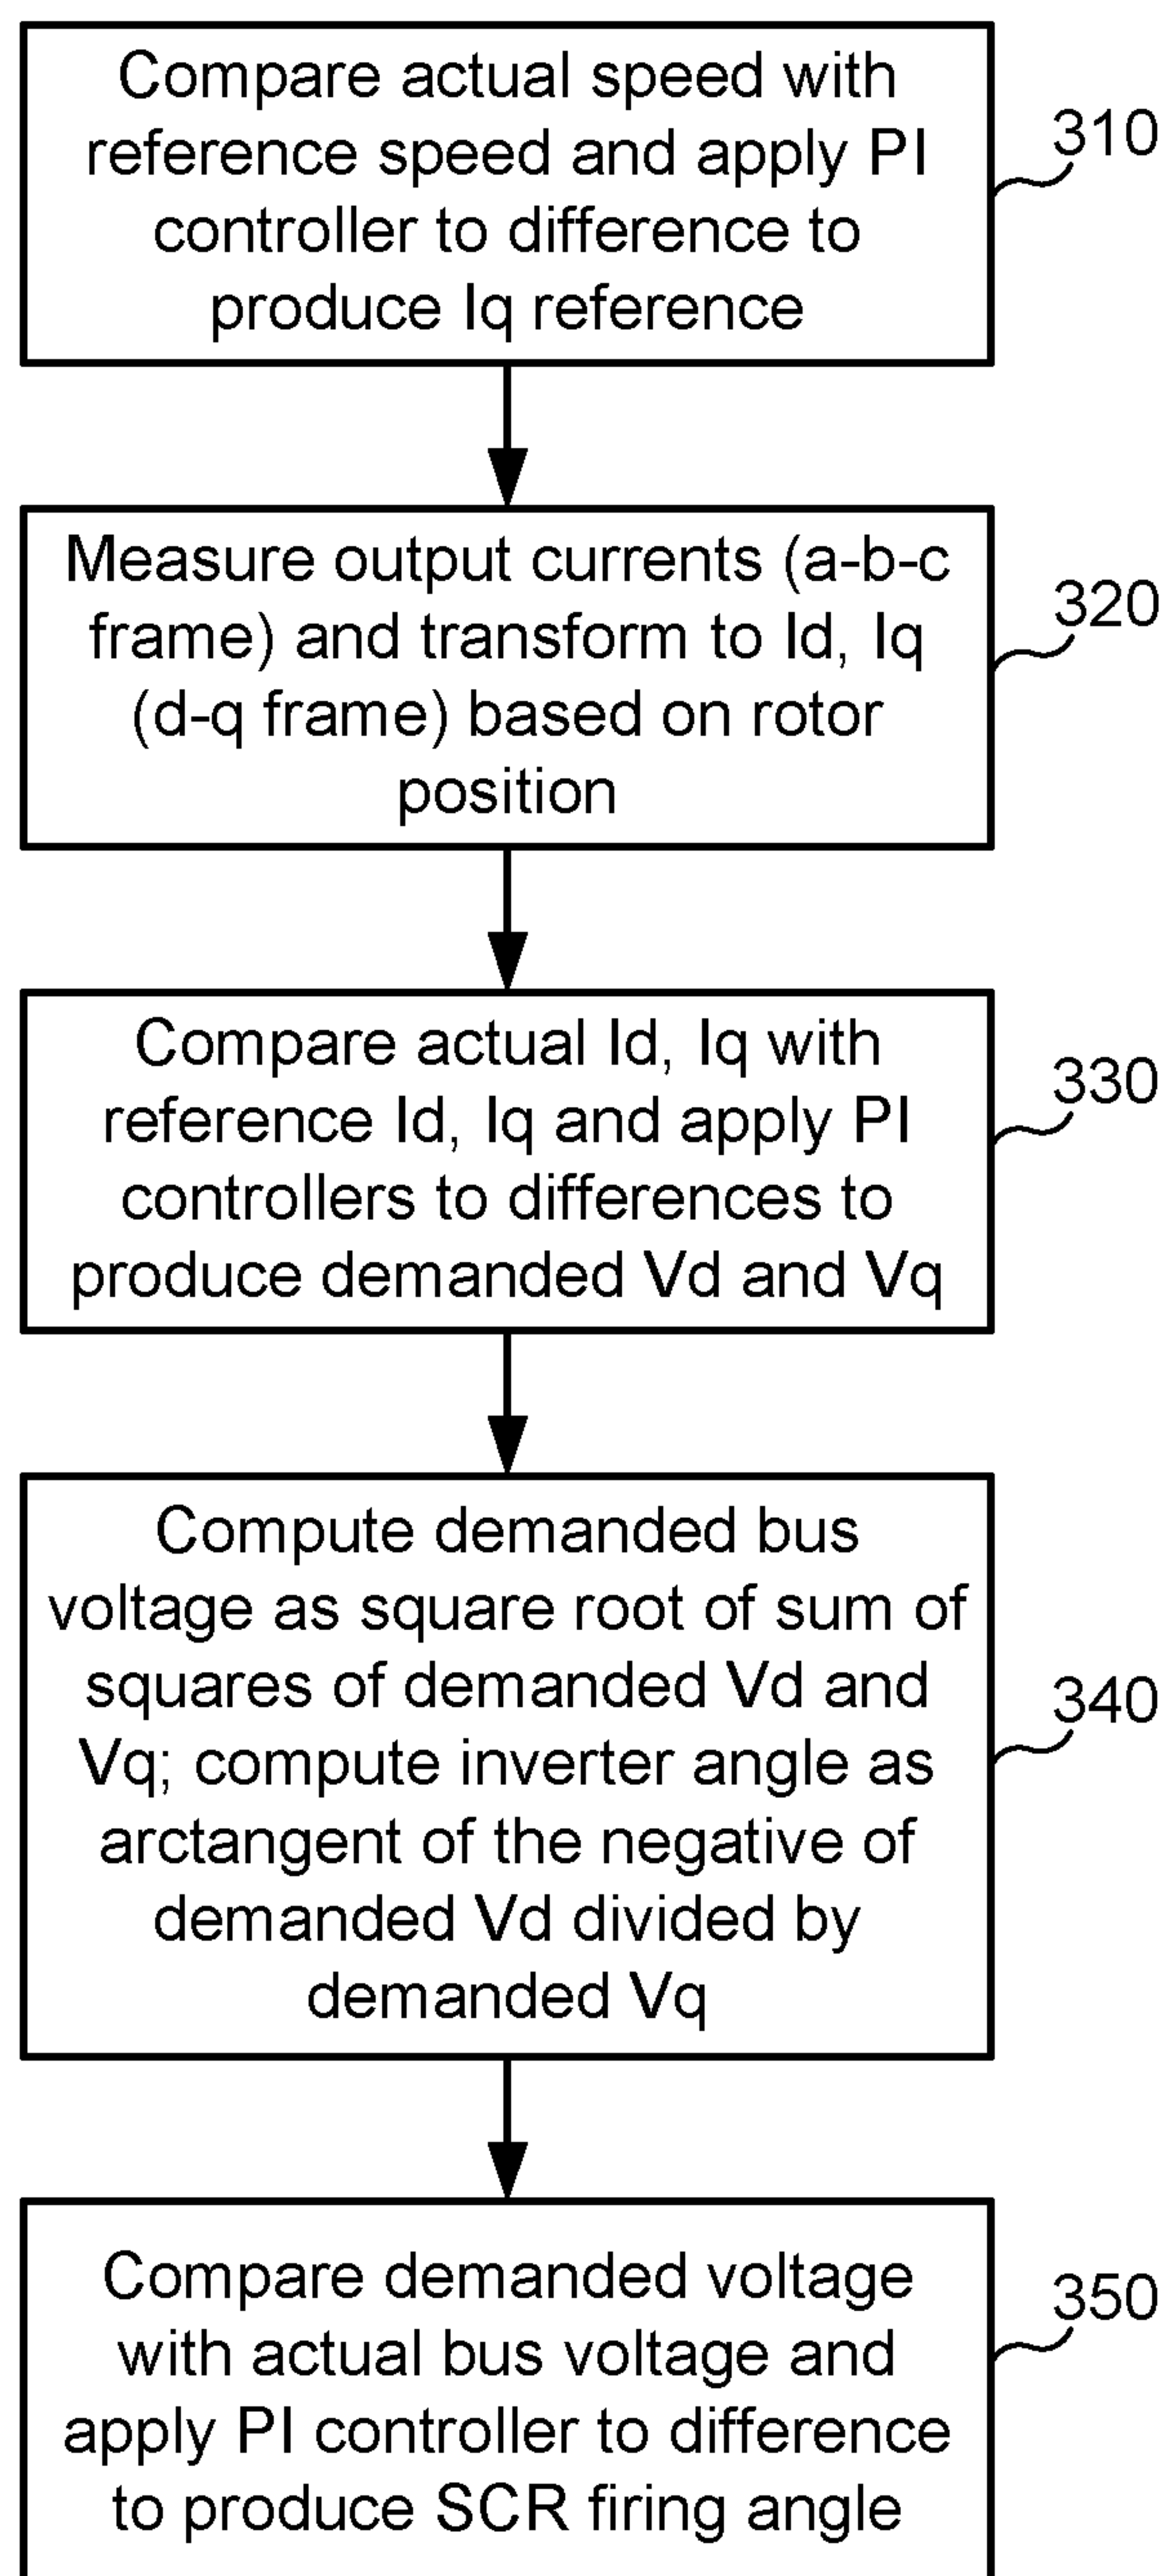 Compare actual speed with
reference speed and apply PI
controller to difference to
produce Iq reference
310
Measure output currents (a-b-c
frame) and transform to Id, Iq
(d-q frame) based on rotor
position
320
Compare actual Id, Iq with
reference Id, Iq and apply PI
controllers to differences to
produce demanded Vd and Vq
330
Compute demanded bus
voltage as square root of sum of
squares of demanded Vd and
Vq; compute inverter angle as
arctangent of the negative of
demanded Vd divided by
demanded Vq
340
Compare demanded voltage
with actual bus voltage and
apply PI controller to difference
to produce SCR firing angle
350